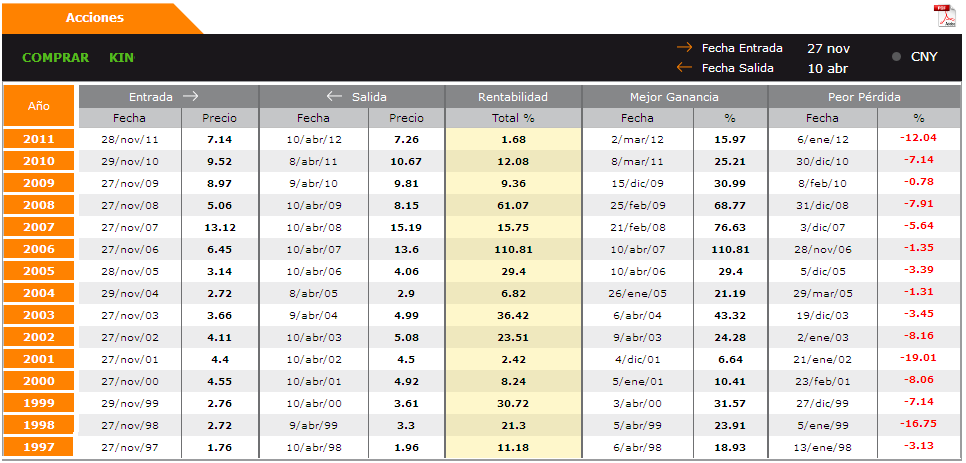 Acciones
COMPRAR KIN
→ Fecha Entrada 27 nov
← Fecha Salida 10 abr
CNY
Año Entrada → ← Salida Rentabilidad Mejor Ganancia Peor Pérdida
Fecha Precio Fecha Precio Total % Fecha % Fecha %
2011 28/nov/11 7.14 10/abr/12 7.26 1.68 2/mar/12 15.97 6/ene/12 -12.04
2010 29/nov/10 9.52 8/abr/11 10.67 12.08 8/mar/11 25.21 30/dic/10 -7.14
2009 27/nov/09 8.97 9/abr/10 9.81 9.36 15/dic/09 30.99 8/feb/10 -0.78
2008 27/nov/08 5.06 10/abr/09 8.15 61.07 25/feb/09 68.77 31/dic/08 -7.91
2007 27/nov/07 13.12 10/abr/08 15.19 15.75 21/feb/08 76.63 3/dic/07 -5.64
2006 27/nov/06 6.45 10/abr/07 13.6 110.81 10/abr/07 110.81 28/nov/06 -1.35
2005 28/nov/05 3.14 10/abr/06 4.06 29.4 10/abr/06 29.4 5/dic/05 -3.39
2004 29/nov/04 2.72 8/abr/05 2.9 6.82 26/ene/05 21.19 29/mar/05 -1.31
2003 27/nov/03 3.66 9/abr/04 4.99 36.42 6/abr/04 43.32 19/dic/03 -3.45
2002 27/nov/02 4.11 10/abr/03 5.08 23.51 9/abr/03 24.28 2/ene/03 -8.16
2001 27/nov/01 4.4 10/abr/02 4.5 2.42 4/dic/01 6.64 21/ene/02 -19.01
2000 27/nov/00 4.55 10/abr/01 4.92 8.24 5/ene/01 10.41 23/feb/01 -8.06
1999 29/nov/99 2.76 10/abr/00 3.61 30.72 3/abr/00 31.57 27/dic/99 -7.14
1998 27/nov/98 2.72 9/abr/99 3.3 21.3 5/abr/99 23.91 5/ene/99 -16.75
1997 27/nov/97 1.76 10/abr/98 1.96 11.18 6/abr/98 18.93 13/ene/98 -3.13